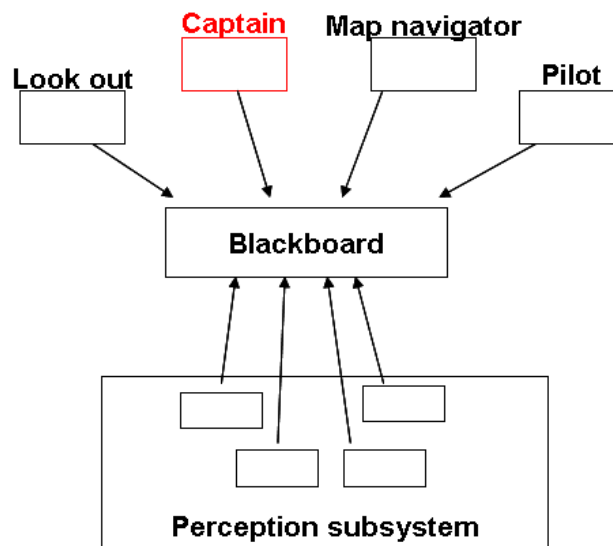 Captain
Map navigator
Look out
Pilot
Blackboard
Perception subsystem